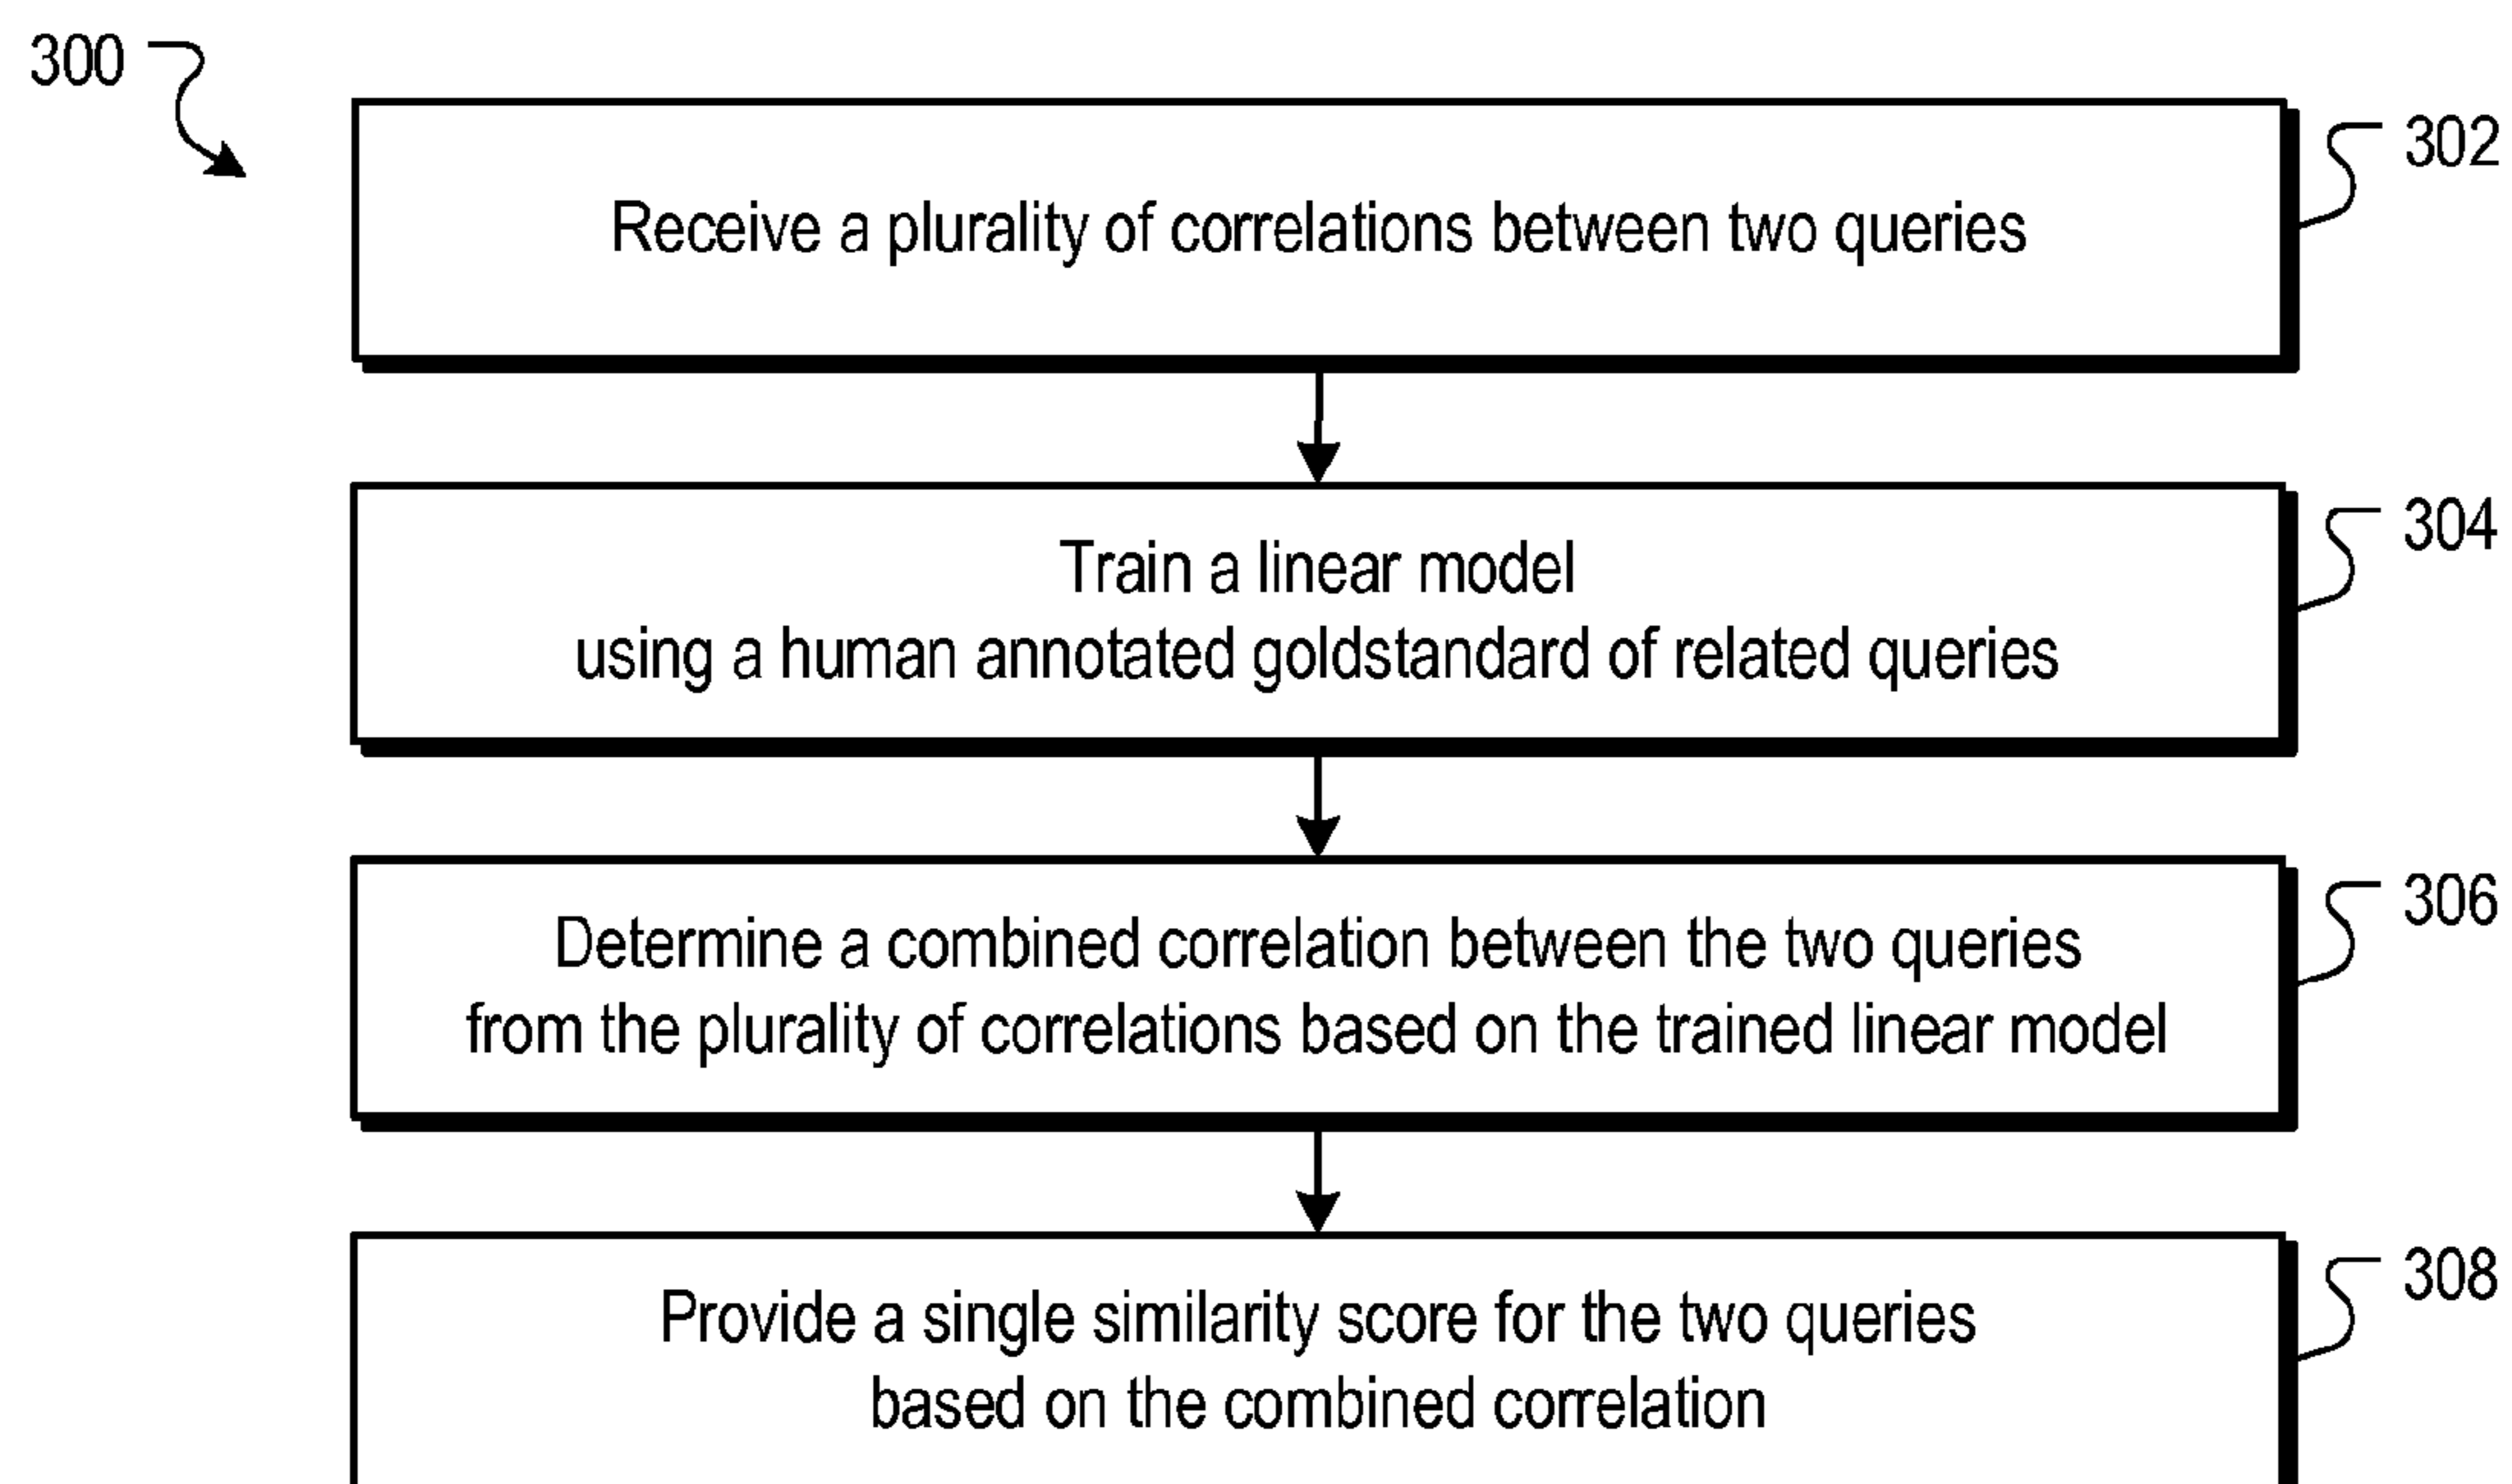 300
302
Receive a plurality of correlations between two queries
304
Train a linear model
using a human annotated goldstandard of related queries
306
Determine a combined correlation between the two queries
from the plurality of correlations based on the trained linear model
308
Provide a single similarity score for the two queries
based on the combined correlation